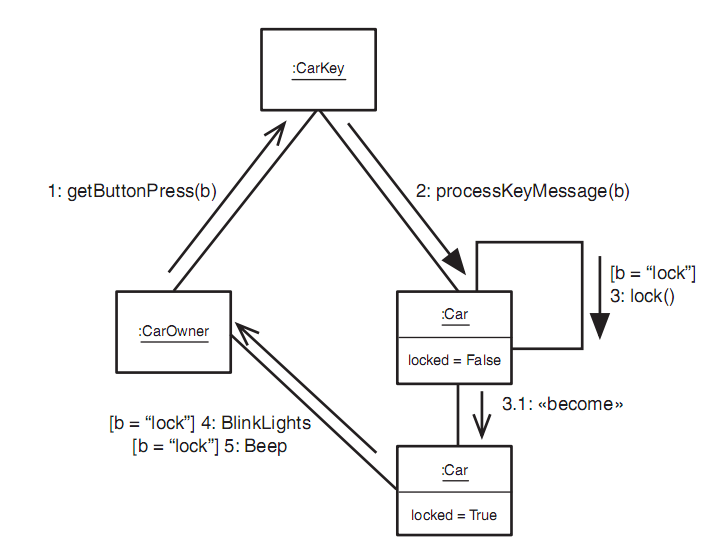 :CarKey
1: getButtonPress(b)
2: processKeyMessage(b)
[b = “lock”]
3: lock()
:Car
locked = False
:CarOwner
3.1: «become»
[b = “lock”] 4: BlinkLights
[b = “lock”] 5: Beep
:Car
locked = True